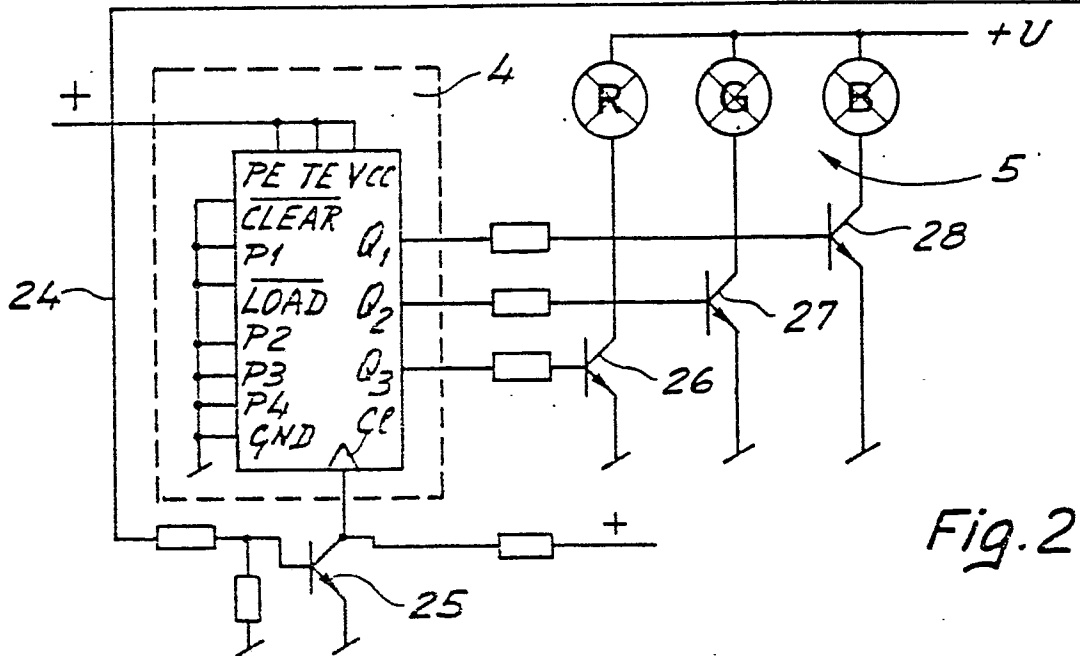 +U
4
+
R G B
5
PE TE VCC
CLEAR
P1
Q1
28
LOAD
24
Q2
27
P2
P3
Q3
26
P4
Cl
GND
+
25
Fig. 2